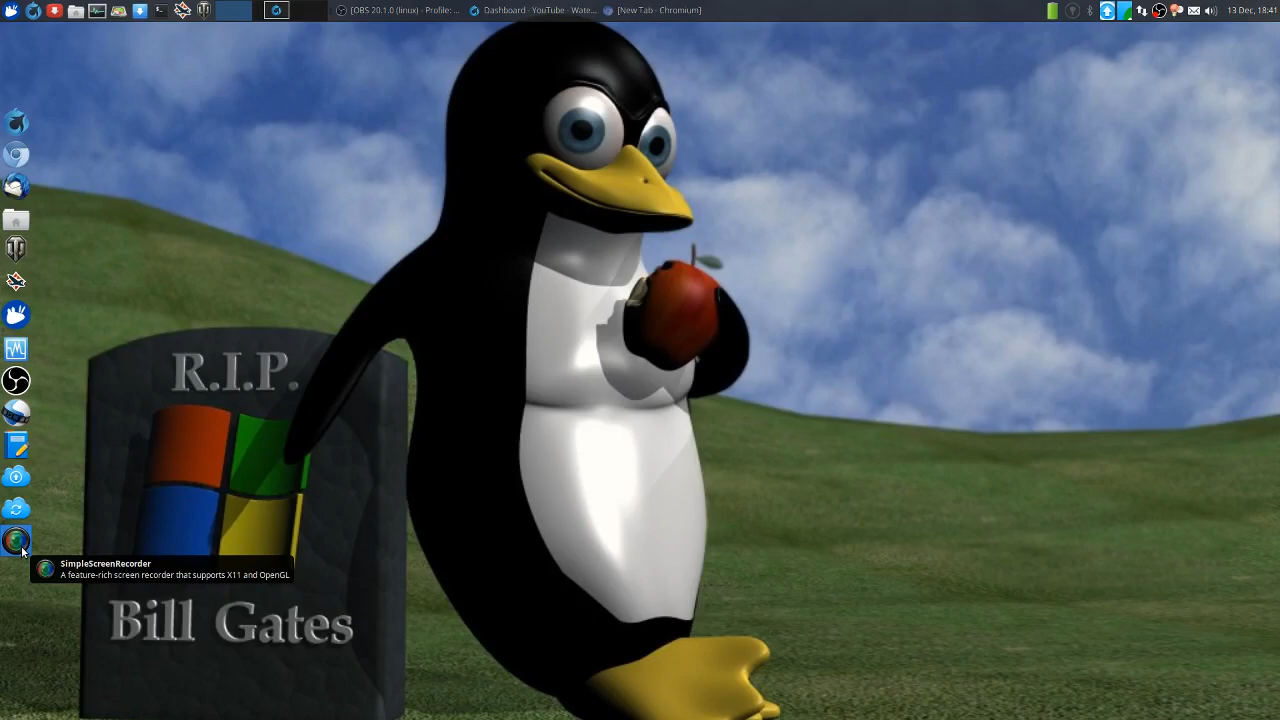 [OBS 20.1.0 (linux) - Profile: ...
Dashboard - YouTube - Wate...
[New Tab - Chromium]
13 Dec, 18:41
R.I.P.
SimpleScreenRecorder
A feature-rich screen recorder that supports X11 and OpenGL
Bill Gates